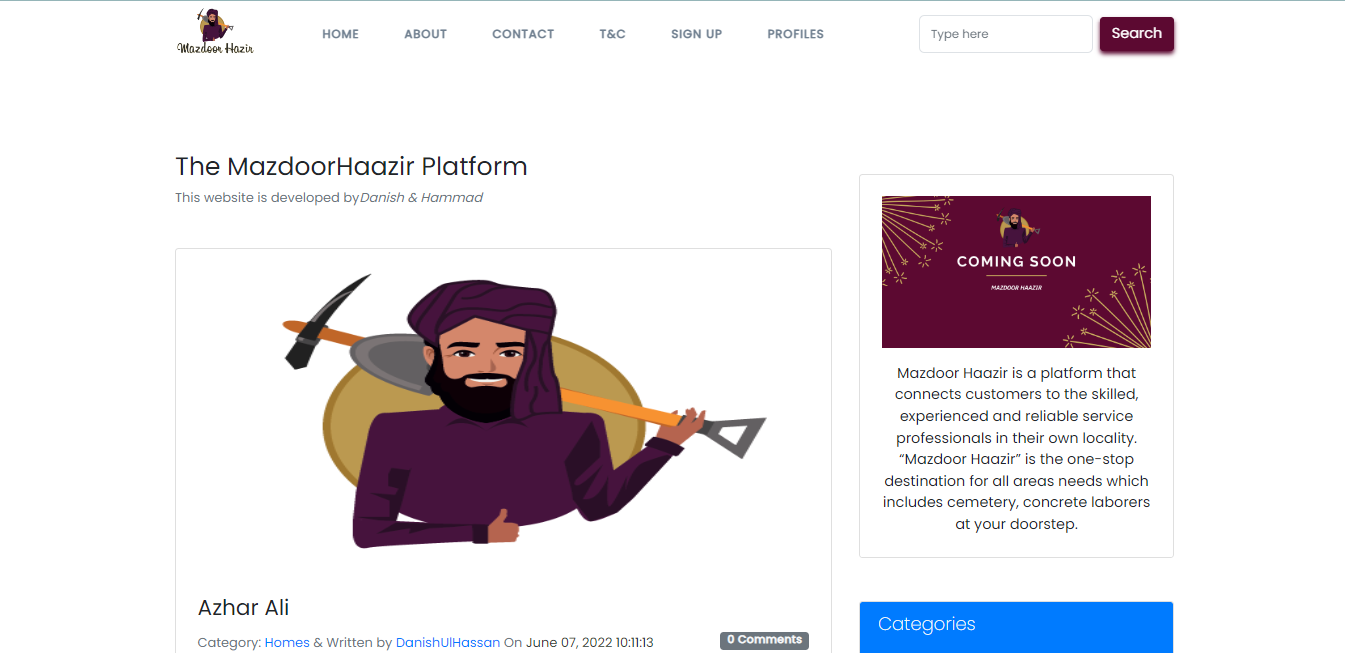 Mazdoor Hazir
HOME ABOUT CONTACT T&C SIGN UP PROFILES
Type here
Search
The MazdoorHaazir Platform
This website is developed byDanish & Hammad
COMING SOON
MAZDOOR HAAZIR
Mazdoor Haazir is a platform that
connects customers to the skilled,
experienced and reliable service
professionals in their own locality.
“Mazdoor Haazir” is the one-stop
destination for all areas needs which
includes cemetery, concrete laborers
at your doorstep.
Azhar Ali
Category: Homes & Written by DanishUlHassan On June 07, 2022 10:11:13
0 Comments
Categories